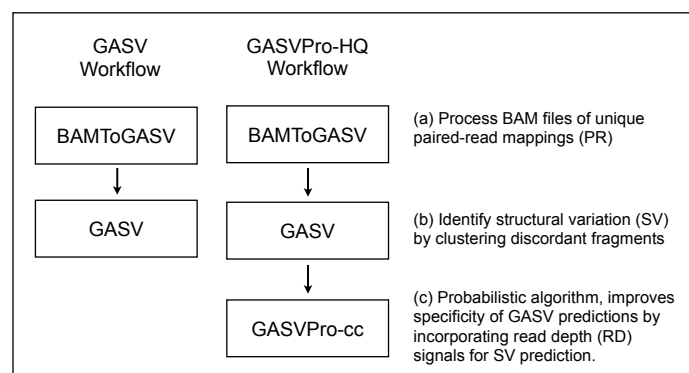 GASV
Workflow
GASVPro-HQ
Workflow
BAMToGASV
BAMToGASV
(a) Process BAM files of unique
paired-read mappings (PR)
GASV
GASV
(b) Identify structural variation (SV)
by clustering discordant fragments
GASVPro-cc
(c) Probabilistic algorithm, improves
specificity of GASV predictions by
incorporating read depth (RD)
signals for SV prediction.